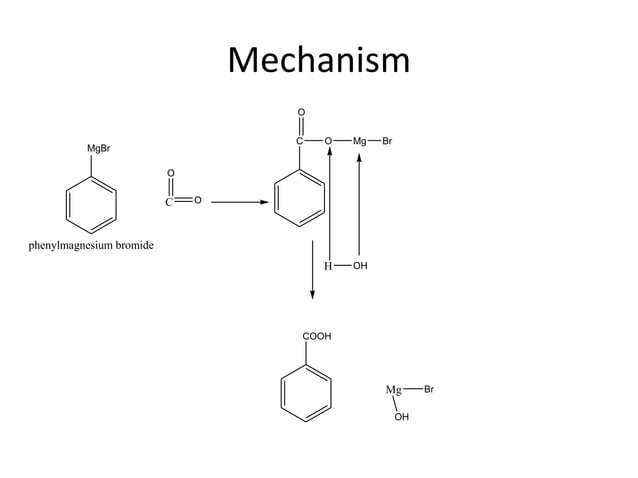 Mechanism
MgBr
phenylmagnesium bromide
O
C O
O
C O Mg Br
H OH
COOH
Mg Br
OH